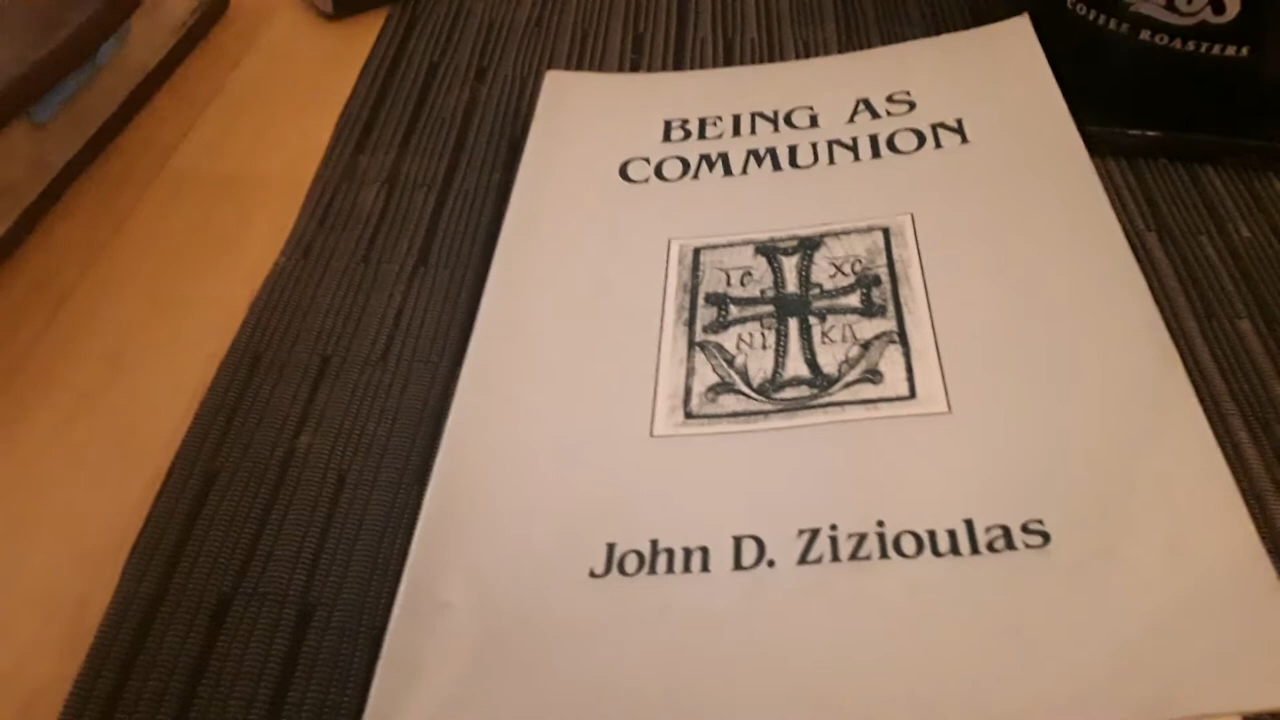 COFFEE ROASTERS
BEING AS
COMMUNION
IC XC
NI KA
John D. Zizioulas